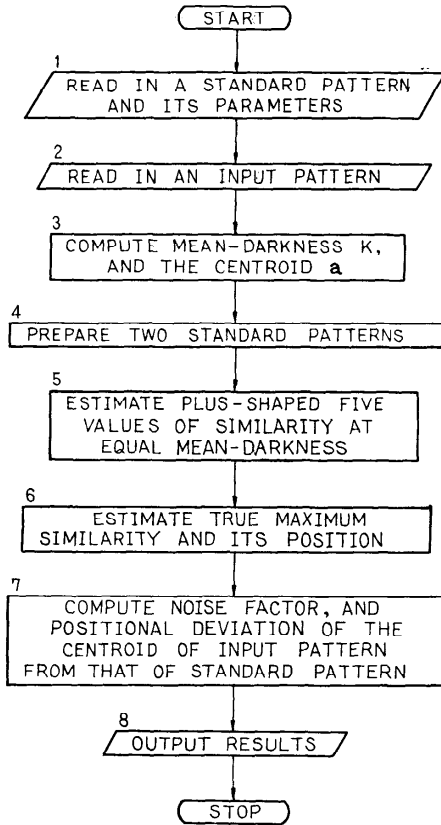 START
1
READ IN A STANDARD PATTERN
AND ITS PARAMETERS
2
READ IN AN INPUT PATTERN
3
COMPUTE MEAN-DARKNESS K,
AND THE CENTROID a
4
PREPARE TWO STANDARD PATTERNS
5
ESTIMATE PLUS-SHAPED FIVE
VALUES OF SIMILARITY AT
EQUAL MEAN-DARKNESS
6
ESTIMATE TRUE MAXIMUM
SIMILARITY AND ITS POSITION
7
COMPUTE NOISE FACTOR, AND
POSITIONAL DEVIATION OF THE
CENTROID OF INPUT PATTERN
FROM THAT OF STANDARD PATTERN
8
OUTPUT RESULTS
STOP